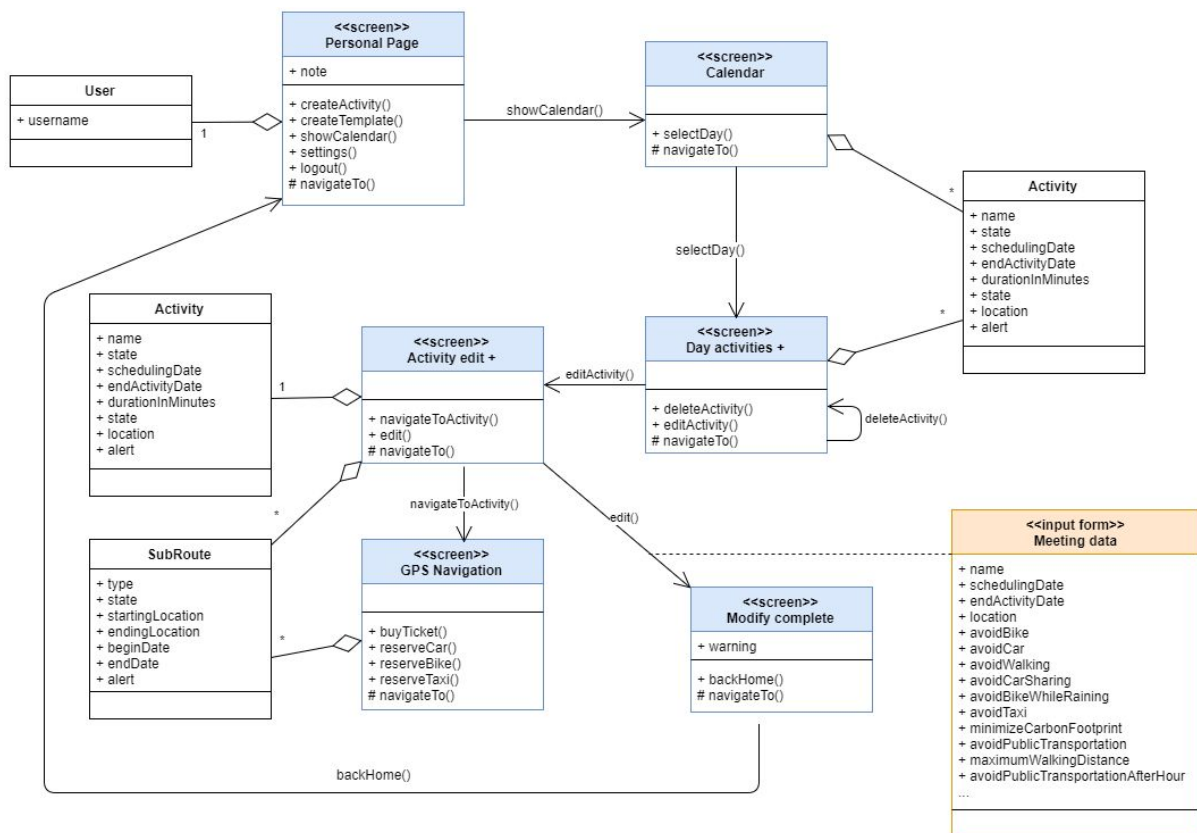 <<screen>>
Personal Page
+ note
+ createActivity()
+ createTemplate()
+ showCalendar()
+ settings()
+ logout()
# navigateTo()
User
+ username
1
showCalendar()
<<screen>>
Calendar
+ selectDay()
# navigateTo()
*
Activity
+ name
+ state
+ schedulingDate
+ endActivityDate
+ durationInMinutes
+ state
+ location
+ alert
selectDay()
*
<<screen>>
Day activities +
+ deleteActivity()
+ editActivity()
# navigateTo()
deleteActivity()
editActivity()
<<screen>>
Activity edit +
+ navigateToActivity()
+ edit()
# navigateTo()
Activity
+ name
+ state
+ schedulingDate
+ endActivityDate
+ durationInMinutes
+ state
+ location
+ alert
1
*
navigateToActivity()
edit()
SubRoute
+ type
+ state
+ startingLocation
+ endingLocation
+ beginDate
+ endDate
+ alert
*
<<screen>>
GPS Navigation
+ buyTicket()
+ reserveCar()
+ reserveBike()
+ reserveTaxi()
# navigateTo()
<<screen>>
Modify complete
+ warning
+ backHome()
# navigateTo()
<<input form>>
Meeting data
+ name
+ schedulingDate
+ endActivityDate
+ location
+ avoidBike
+ avoidCar
+ avoidWalking
+ avoidCarSharing
+ avoidBikeWhileRaining
+ avoidTaxi
+ minimizeCarbonFootprint
+ avoidPublicTransportation
+ maximumWalkingDistance
+ avoidPublicTransportationAfterHour
...
backHome()